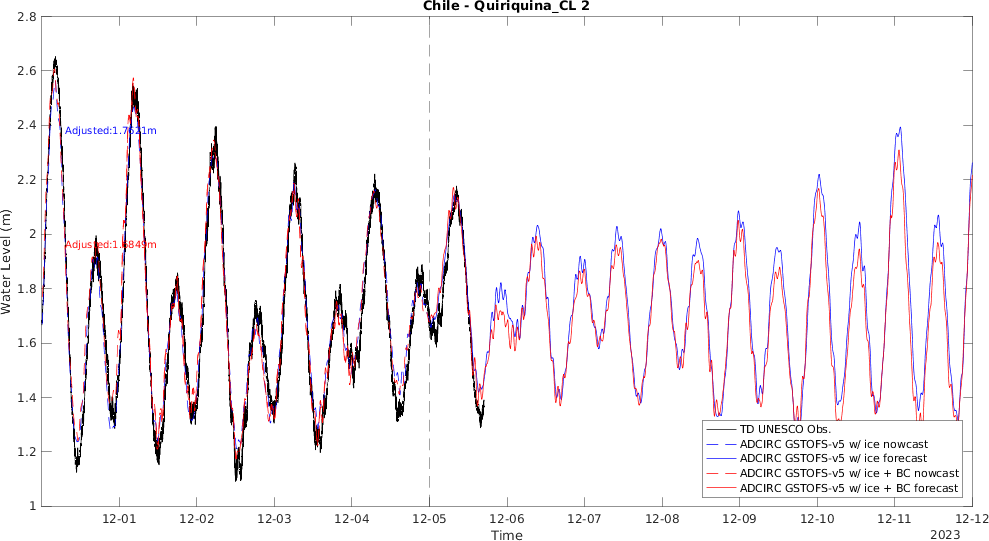 Chile - Quiriquina_CL 2
2.8
2.6
2.4
2.2
2
1.8
1.6
1.4
1.2
1
Water Level (m)
Adjusted:1.7621m
Adjusted:1.6849m
12-01
12-02
12-03
12-04
12-05
12-06
12-07
12-08
12-09
12-10
12-11
12-12
Time
2023
TD UNESCO Obs.
ADCIRC GSTOFS-v5 w/ ice nowcast
ADCIRC GSTOFS-v5 w/ ice forecast
ADCIRC GSTOFS-v5 w/ ice + BC nowcast
ADCIRC GSTOFS-v5 w/ ice + BC forecast